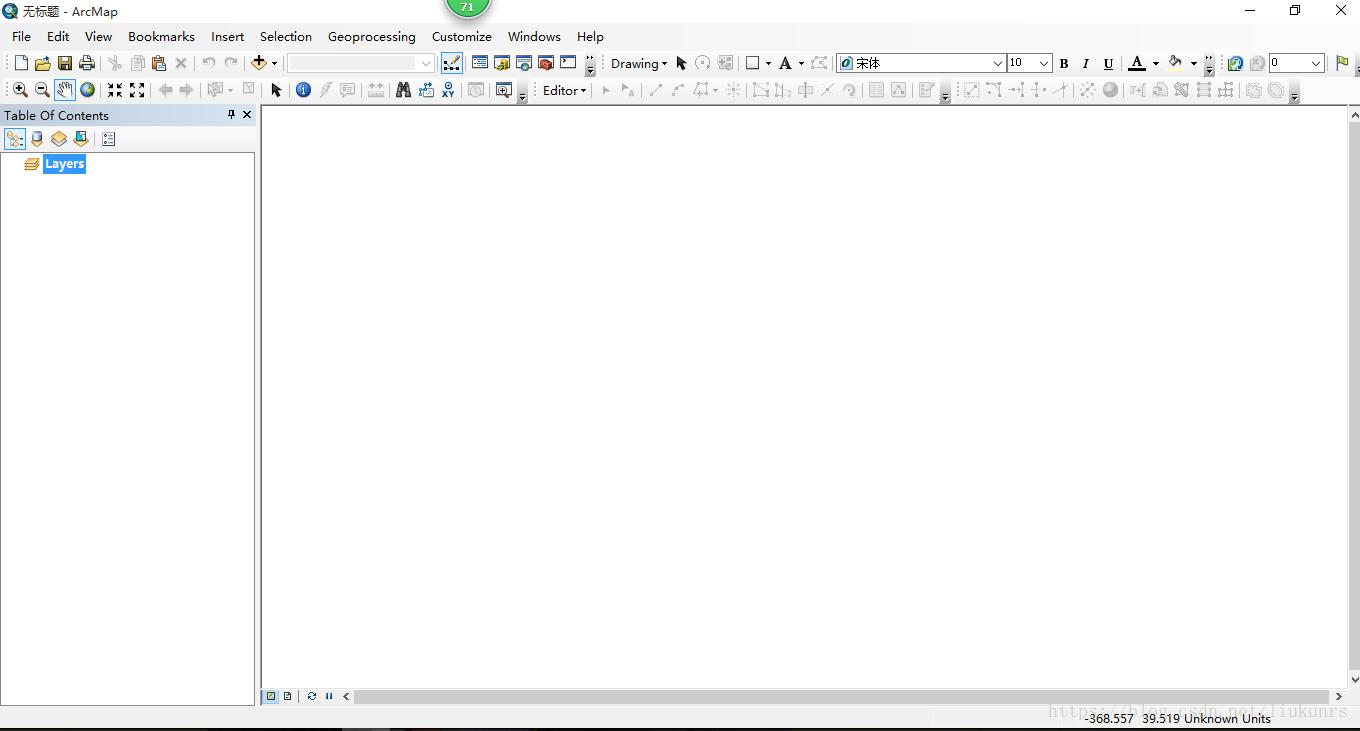 无标题 - ArcMap
71
File Edit View Bookmarks Insert Selection Geoprocessing Customize Windows Help
Drawing 宋体 10 B I U A 0
Editor
Table Of Contents
Layers
https://blog.csdn.net/liukunrs
-368.557 39.519 Unknown Units